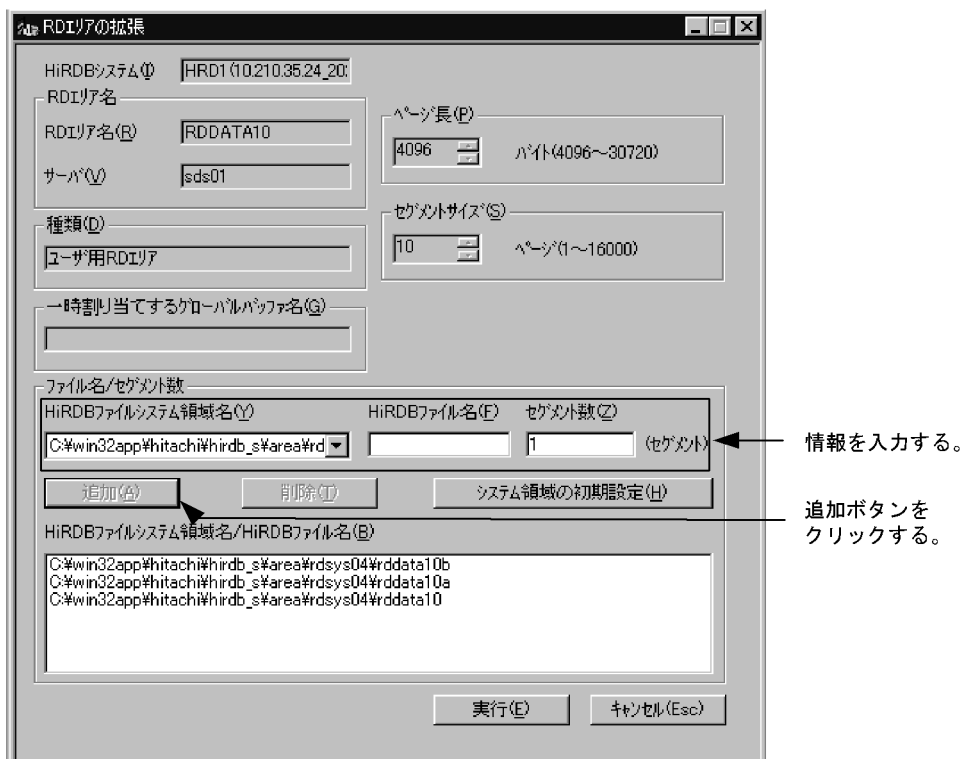 RDエリアの拡張
HiRDBシステム(I) HRD1(10.210.35.24_20:
RDエリア名
RDエリア名(R) RDDATA10
サーバ(V) sds01
ページ長(P)
4096 バイト(4096～30720)
種類(D)
ユーザ用RDエリア
セグメントサイズ(S)
10 ページ(1～16000)
一時割り当てするグローバルバッファ名(G)
ファイル名/セグメント数
HiRDBファイルシステム領域名(Y) HiRDBファイル名(F) セグメント数(Z)
C:¥win32app¥hitachi¥hirdb_s¥area¥rd 1 (セグメント)
情報を入力する。
追加(A) 削除(T) システム領域の初期設定(H)
追加ボタンを
クリックする。
HiRDBファイルシステム領域名/HiRDBファイル名(B)
C:¥win32app¥hitachi¥hirdb_s¥area¥rdsys04¥rddata10b
C:¥win32app¥hitachi¥hirdb_s¥area¥rdsys04¥rddata10a
C:¥win32app¥hitachi¥hirdb_s¥area¥rdsys04¥rddata10
実行(E) キャンセル(Esc)